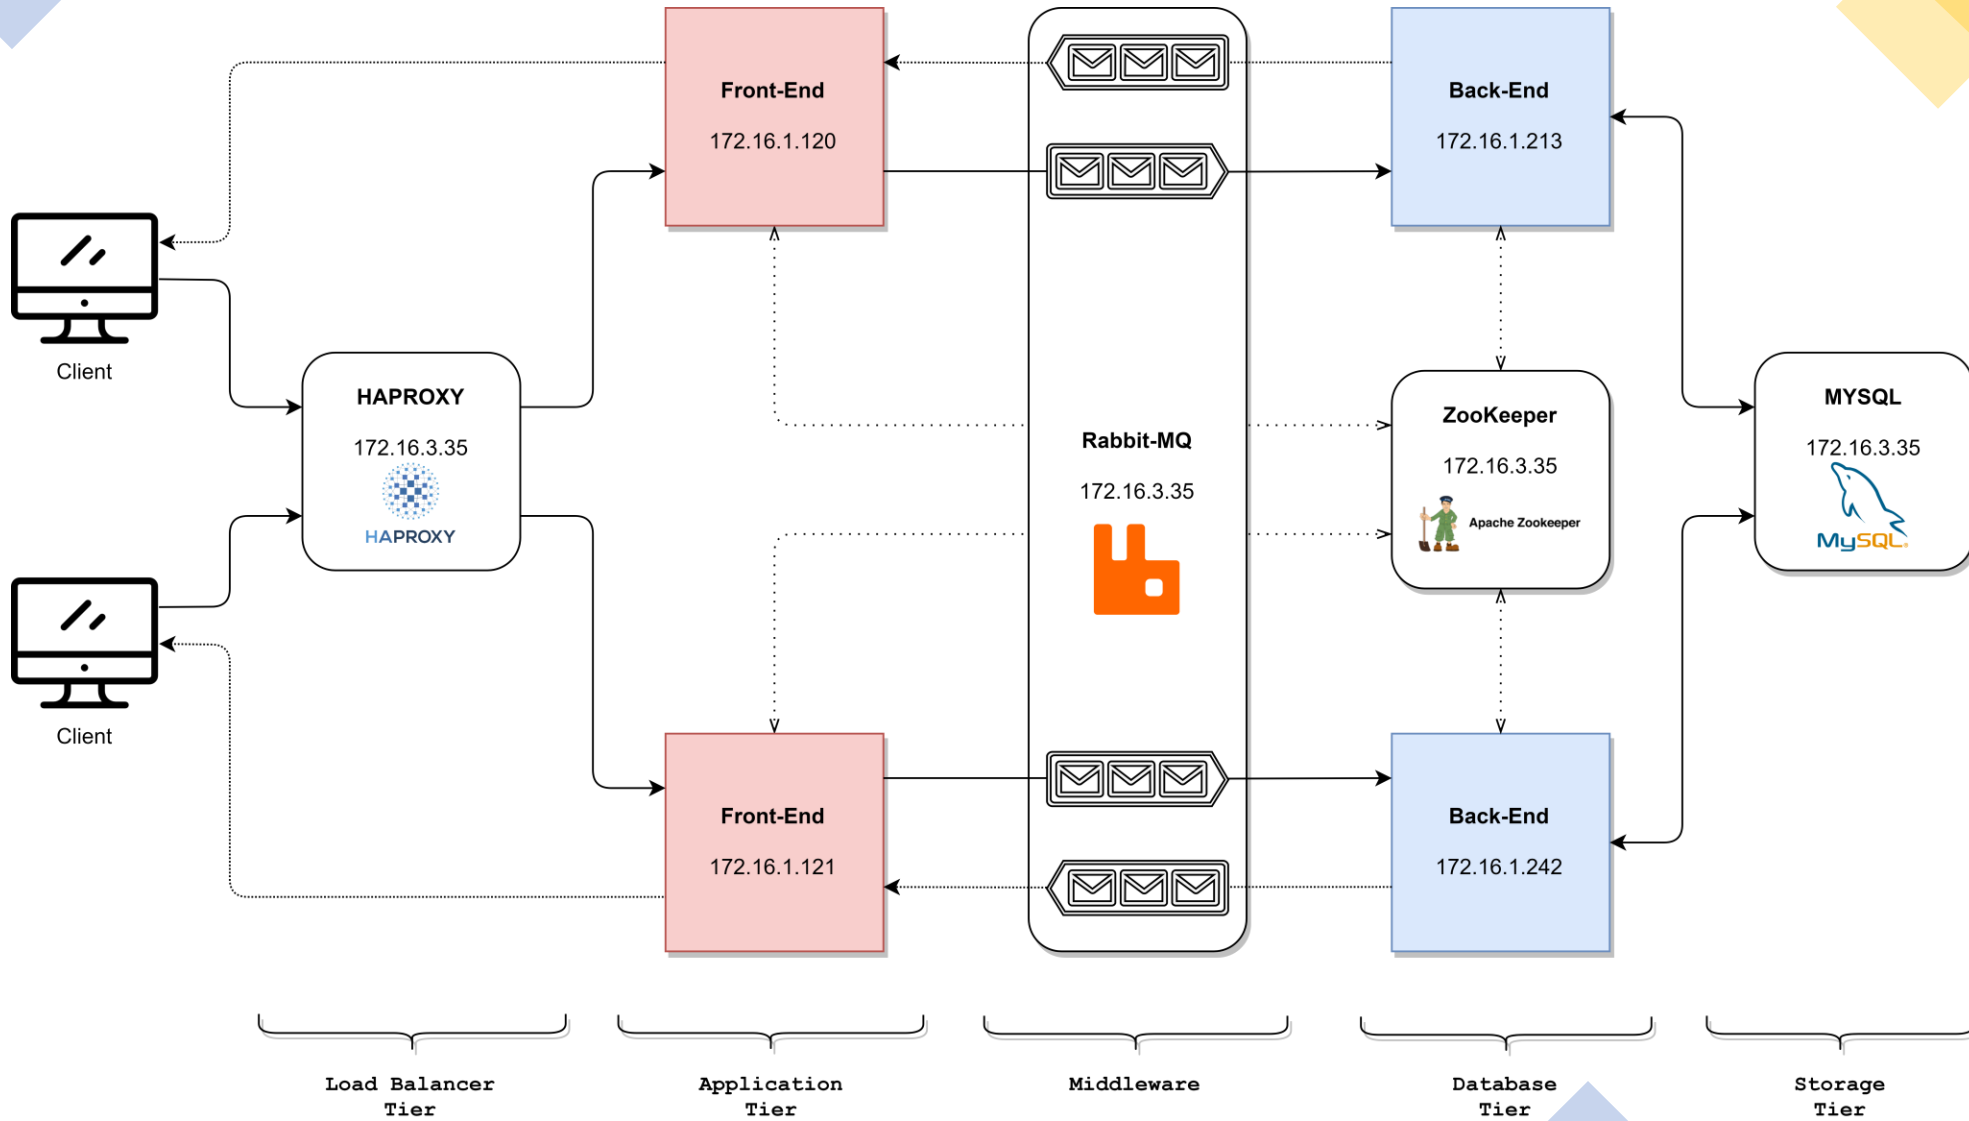 Front-End
172.16.1.120
Back-End
172.16.1.213
Client
HAPROXY
172.16.3.35
HAPROXY
Rabbit-MQ
172.16.3.35
ZooKeeper
172.16.3.35
Apache Zookeeper
MYSQL
172.16.3.35
MySQL®
Client
Front-End
172.16.1.121
Back-End
172.16.1.242
Load Balancer
Tier
Application
Tier
Middleware
Database
Tier
Storage
Tier